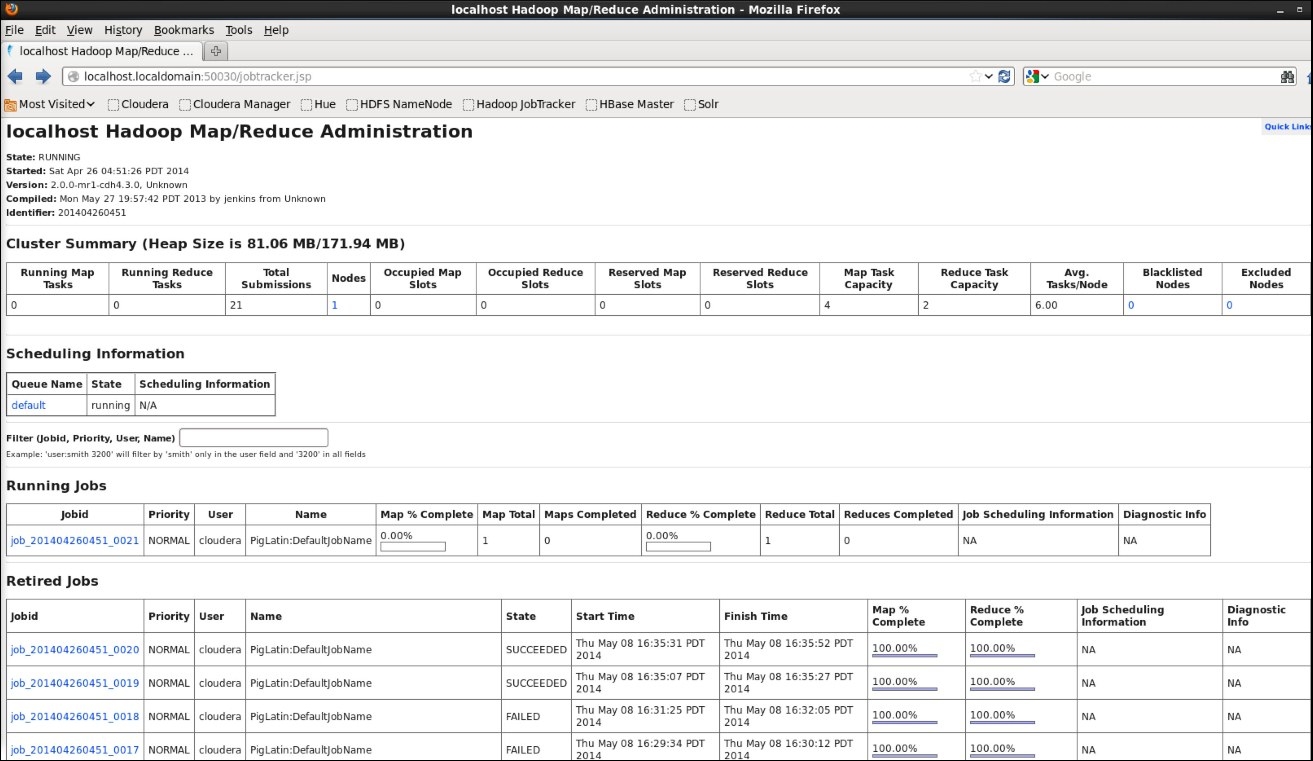 localhost Hadoop Map/Reduce Administration - Mozilla Firefox
File Edit View History Bookmarks Tools Help
localhost Hadoop Map/Reduce ...
localhost.localdomain:50030/jobtracker.jsp Google
Most Visited Cloudera Cloudera Manager Hue HDFS NameNode Hadoop JobTracker HBase Master Solr
localhost Hadoop Map/Reduce Administration
Quick Links
State: RUNNING
Started: Sat Apr 26 04:51:26 PDT 2014
Version: 2.0.0-mr1-cdh4.3.0, Unknown
Compiled: Mon May 27 19:57:42 PDT 2013 by jenkins from Unknown
Identifier: 201404260451
Cluster Summary (Heap Size is 81.06 MB/171.94 MB)
Running Map Tasks Running Reduce Tasks Total Submissions Nodes Occupied Map Slots Occupied Reduce Slots Reserved Map Slots Reserved Reduce Slots Map Task Capacity Reduce Task Capacity Avg. Tasks/Node Blacklisted Nodes Excluded Nodes
0 0 21 1 0 0 0 0 4 2 6.00 0 0
Scheduling Information
Queue Name State Scheduling Information
default running N/A
Filter (Jobid, Priority, User, Name)
Example: 'user:smith 3200' will filter by 'smith' only in the user field and '3200' in all fields
Running Jobs
Jobid Priority User Name Map % Complete Map Total Maps Completed Reduce % Complete Reduce Total Reduces Completed Job Scheduling Information Diagnostic Info
job_201404260451_0021 NORMAL cloudera PigLatin:DefaultJobName 0.00% 1 0 0.00% 1 0 NA NA
Retired Jobs
Jobid Priority User Name State Start Time Finish Time Map % Complete Reduce % Complete Job Scheduling Information Diagnostic Info
job_201404260451_0020 NORMAL cloudera PigLatin:DefaultJobName SUCCEEDED Thu May 08 16:35:31 PDT 2014 Thu May 08 16:35:52 PDT 2014 100.00% 100.00% NA NA
job_201404260451_0019 NORMAL cloudera PigLatin:DefaultJobName SUCCEEDED Thu May 08 16:35:07 PDT 2014 Thu May 08 16:35:27 PDT 2014 100.00% 100.00% NA NA
job_201404260451_0018 NORMAL cloudera PigLatin:DefaultJobName FAILED Thu May 08 16:31:25 PDT 2014 Thu May 08 16:32:05 PDT 2014 100.00% 100.00% NA NA
job_201404260451_0017 NORMAL cloudera PigLatin:DefaultJobName FAILED Thu May 08 16:29:34 PDT 2014 Thu May 08 16:30:12 PDT 2014 100.00% 100.00% NA NA